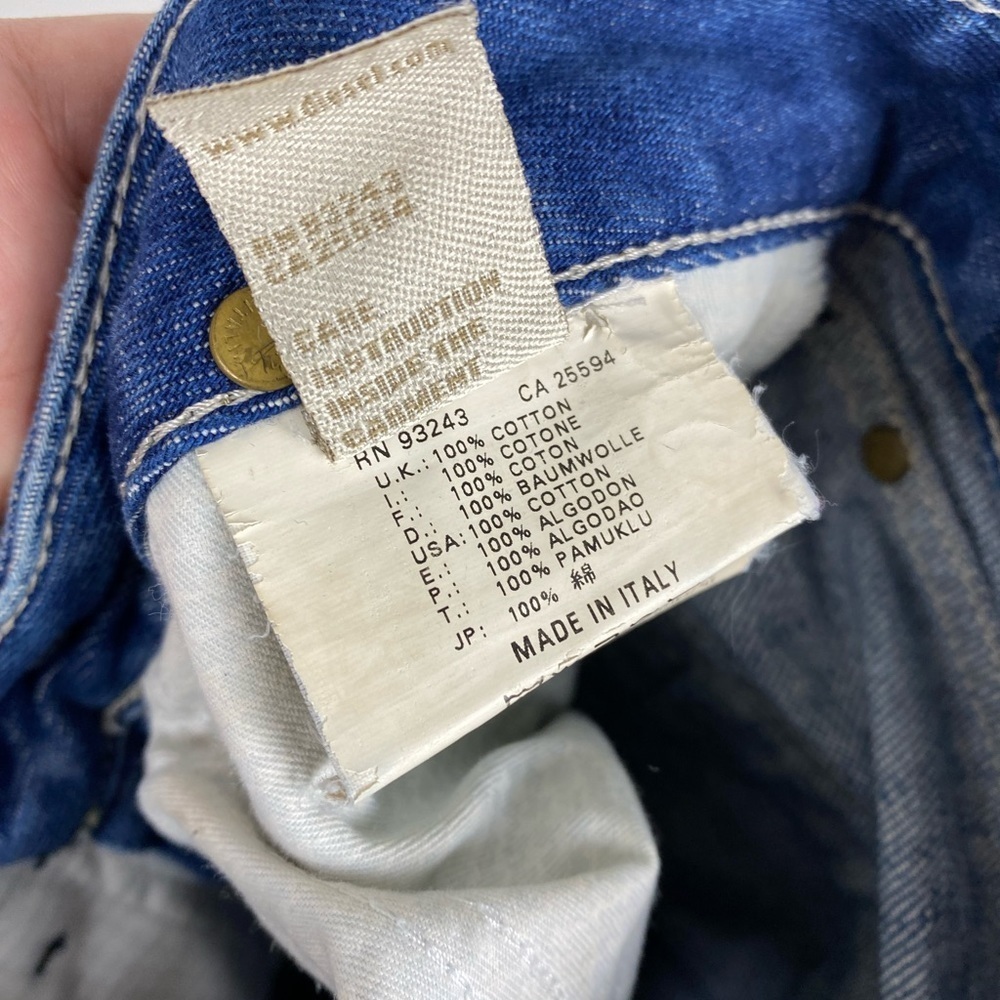 www.diesel.com
RN 93243
CA 25594
CARE
INSTRUCTION
INSIDE THE
GARMENT
RN 93243 CA 25594
U.K.: 100% COTTON
I.: 100% COTONE
F.: 100% COTON
D.: 100% BAUMWOLLE
USA: 100% COTTON
E.: 100% ALGODON
P.: 100% ALGODAO
T.: 100% PAMUKLU
JP: 100% 綿
MADE IN ITALY